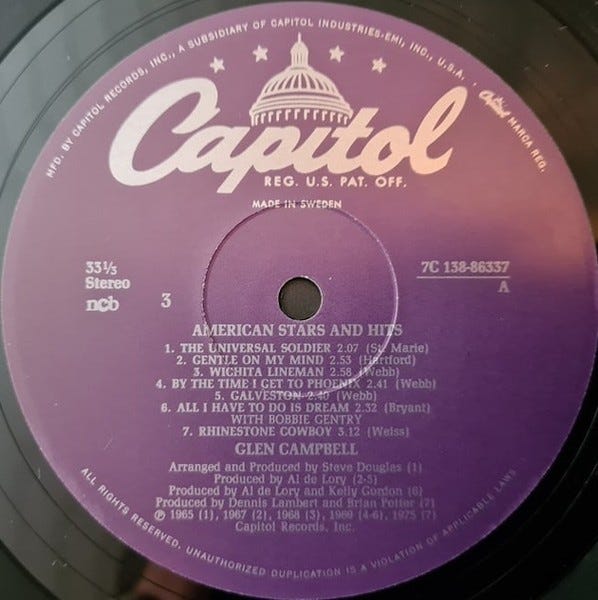 MFD. BY CAPITOL RECORDS, INC., A SUBSIDIARY OF CAPITOL INDUSTRIES-EMI, INC., U.S.A. Capitol MARCA REG.
Capitol
REG. U.S. PAT. OFF.
MADE IN SWEDEN
33⅓
Stereo
ncb
3
7C 138-86337
A
AMERICAN STARS AND HITS
1. THE UNIVERSAL SOLDIER 2.07 (St. Marie)
2. GENTLE ON MY MIND 2.53 (Hartford)
3. WICHITA LINEMAN 2.58 (Webb)
4. BY THE TIME I GET TO PHOENIX 2.41 (Webb)
5. GALVESTON 2.40 (Webb)
6. ALL I HAVE TO DO IS DREAM 2.32 (Bryant)
WITH BOBBIE GENTRY
7. RHINESTONE COWBOY 3.12 (Weiss)
GLEN CAMPBELL
Arranged and Produced by Steve Douglas (1)
Produced by Al de Lory (2-5)
Produced by Al de Lory and Kelly Gordon (6)
Produced by Dennis Lambert and Brian Potter (7)
℗ 1965 (1), 1967 (2), 1968 (3), 1969 (4-6), 1975 (7)
Capitol Records, Inc.
ALL RIGHTS RESERVED. UNAUTHORIZED DUPLICATION IS A VIOLATION OF APPLICABLE LAWS